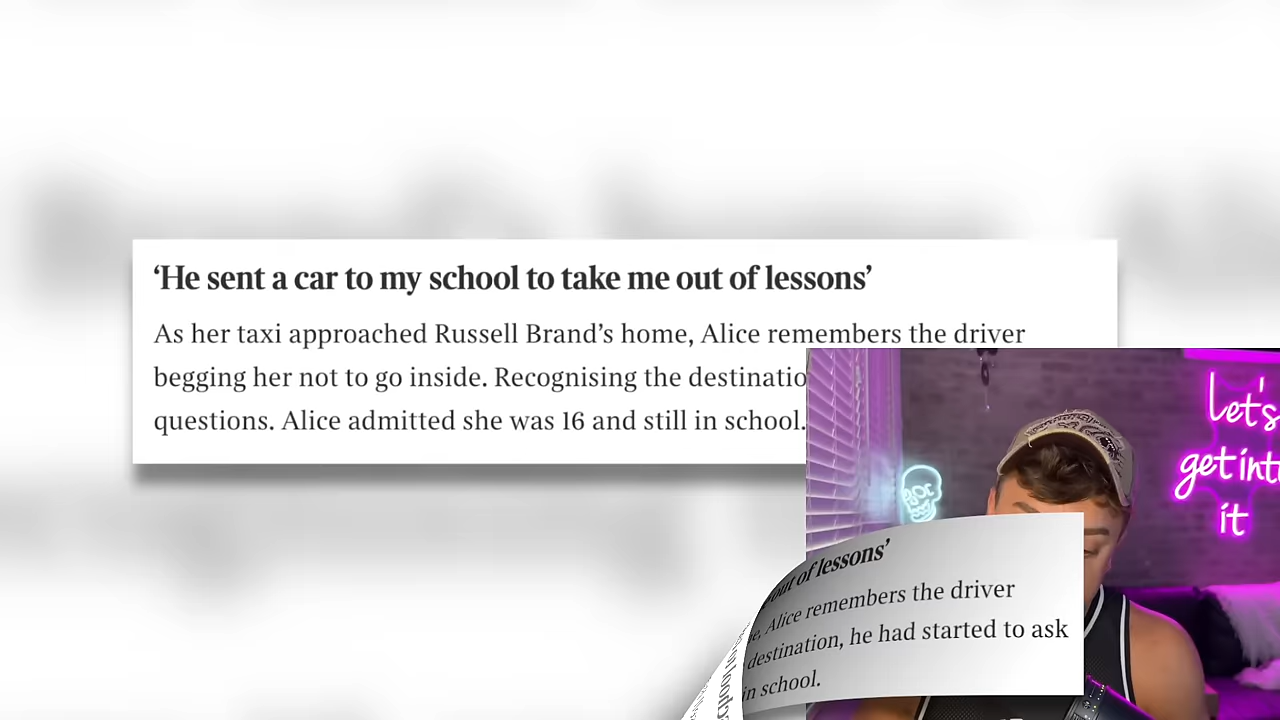 ‘He sent a car to my school to take me out of lessons’
As her taxi approached Russell Brand’s home, Alice remembers the driver
begging her not to go inside. Recognising the
questions. Alice admitted she was 16 and still in school.
out of lessons’
Alice remembers the driver
destination, he had started to ask
in school.
Let's
get into
it